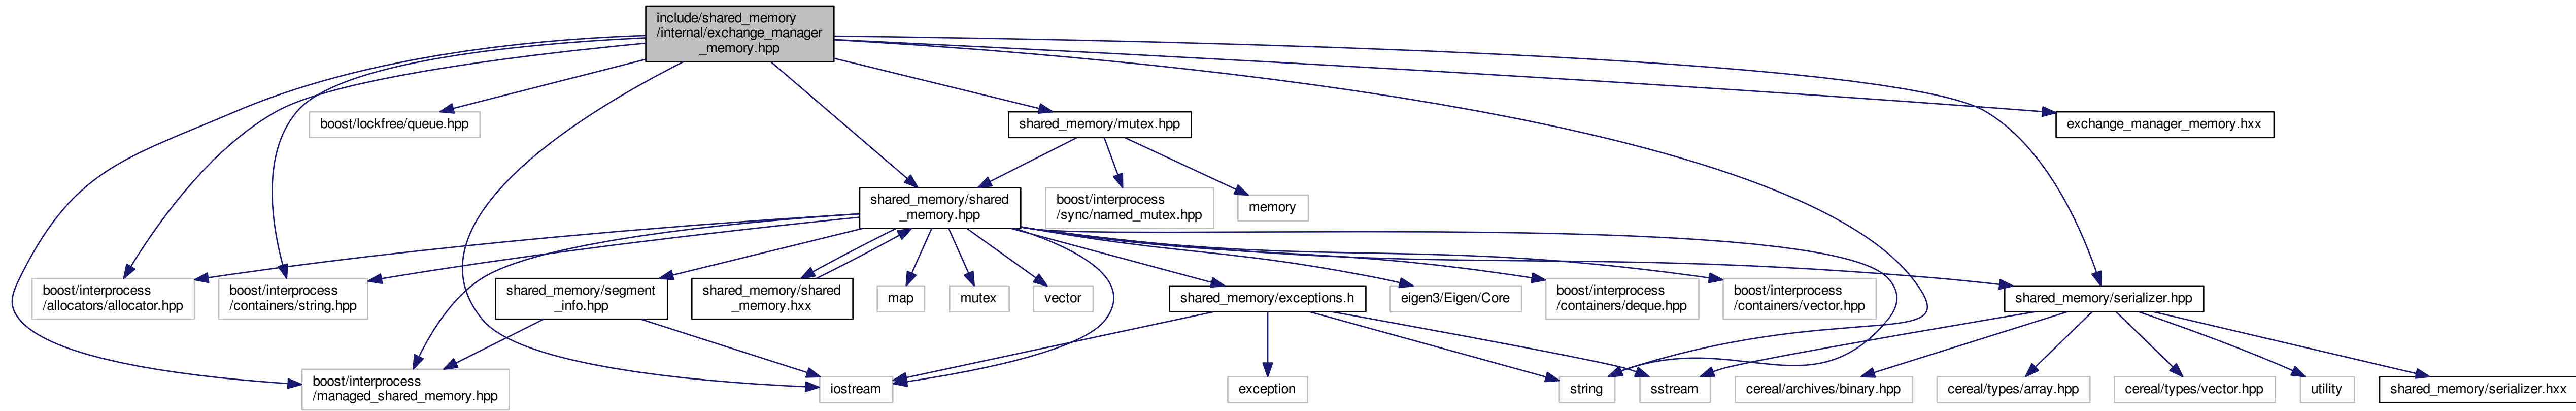 include/shared_memory
/internal/exchange_manager
_memory.hpp
boost/lockfree/queue.hpp
shared_memory/mutex.hpp
exchange_manager_memory.hxx
shared_memory/shared
_memory.hpp
boost/interprocess
/sync/named_mutex.hpp
memory
boost/interprocess
/allocators/allocator.hpp
boost/interprocess
/containers/string.hpp
shared_memory/segment
_info.hpp
shared_memory/shared
_memory.hxx
map
mutex
vector
shared_memory/exceptions.h
eigen3/Eigen/Core
boost/interprocess
/containers/deque.hpp
boost/interprocess
/containers/vector.hpp
shared_memory/serializer.hpp
boost/interprocess
/managed_shared_memory.hpp
iostream
exception
string
sstream
cereal/archives/binary.hpp
cereal/types/array.hpp
cereal/types/vector.hpp
utility
shared_memory/serializer.hxx